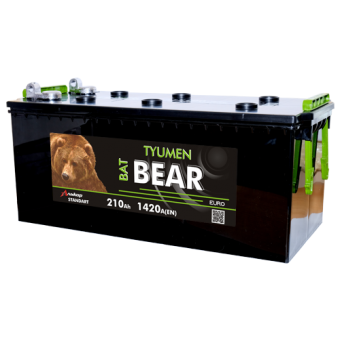 TYUMEN
BAT
BEAR
STANDART
210Ah 1420A(EN)
EURO